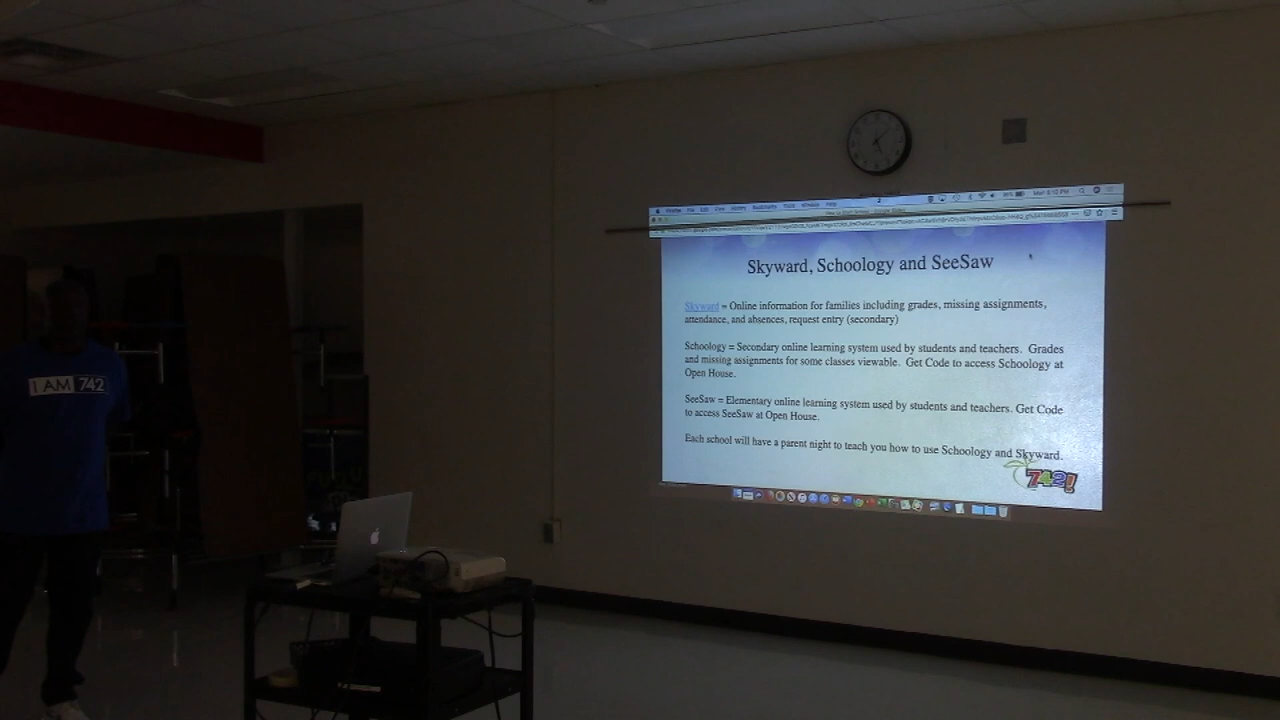 Skyward, Schoology and SeeSaw
Skyward = Online information for families including grades, missing assignments,
attendance, and absences, request entry (secondary)
Schoology = Secondary online learning system used by students and teachers. Grades
and missing assignments for some classes viewable. Get Code to access Schoology at
Open House.
SeeSaw = Elementary online learning system used by students and teachers. Get Code
to access SeeSaw at Open House.
Each school will have a parent night to teach you how to use Schoology and Skyward.
742!
I AM 742